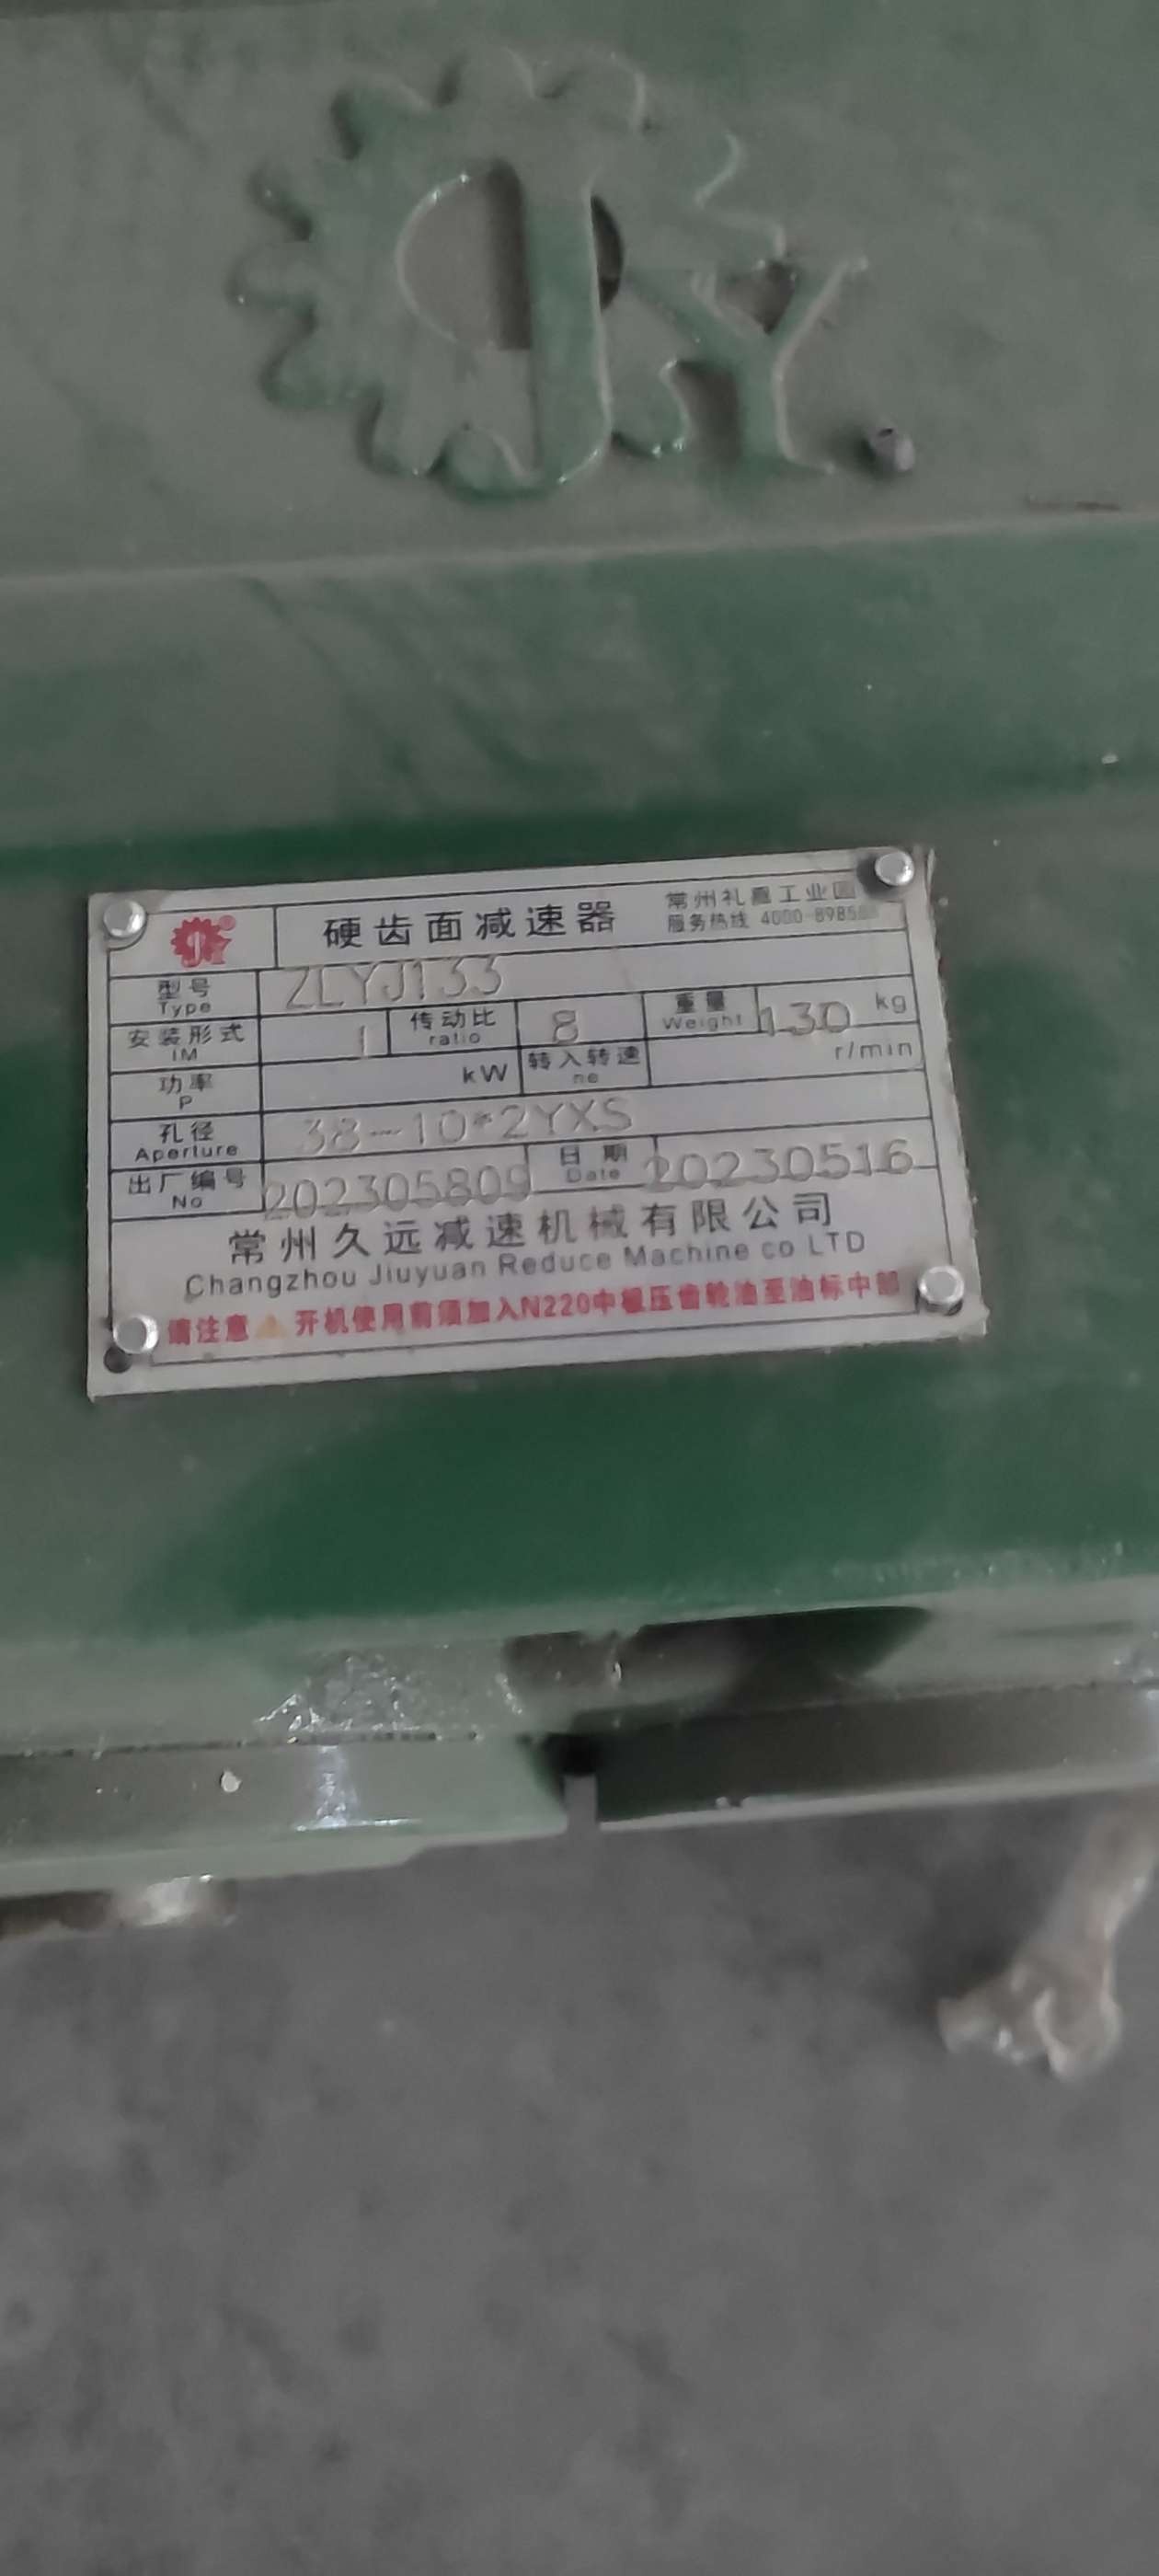 硬齿面减速器
常州礼嘉工业园
服务热线 4000-8985
型号 Type ZLYJ133
安装形式 IM 1 传动比 ratio 8 重量 Weight 130 kg
功率 P kW 转入转速 ne r/min
孔径 Aperture 38-10*2YXS
出厂编号 No 202305809 日期 Date 20230516
常州久远减速机械有限公司
Changzhou Jiuyuan Reduce Machine co LTD
请注意 开机使用前须加入N220中极压齿轮油至油标中部